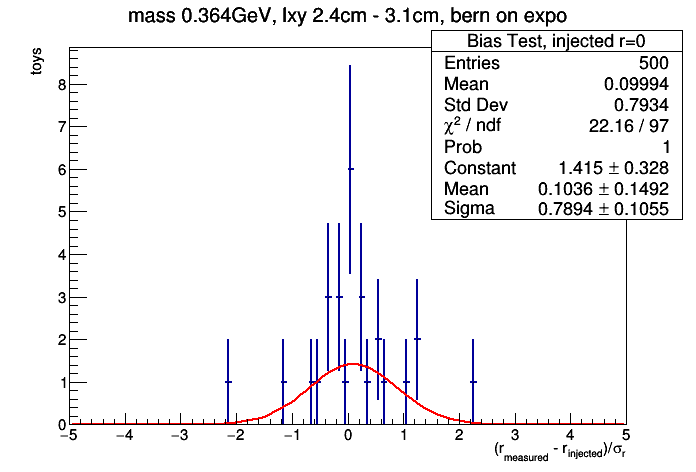 mass 0.364GeV, lxy 2.4cm - 3.1cm, bern on expo
Bias Test, injected r=0
Entries 500
Mean 0.09994
Std Dev 0.7934
χ² / ndf 22.16 / 97
Prob 1
Constant 1.415 ± 0.328
Mean 0.1036 ± 0.1492
Sigma 0.7894 ± 0.1055
toys
8
7
6
5
4
3
2
1
0
−5 −4 −3 −2 −1 0 1 2 3 4 5
(r_measured - r_injected)/σ_r